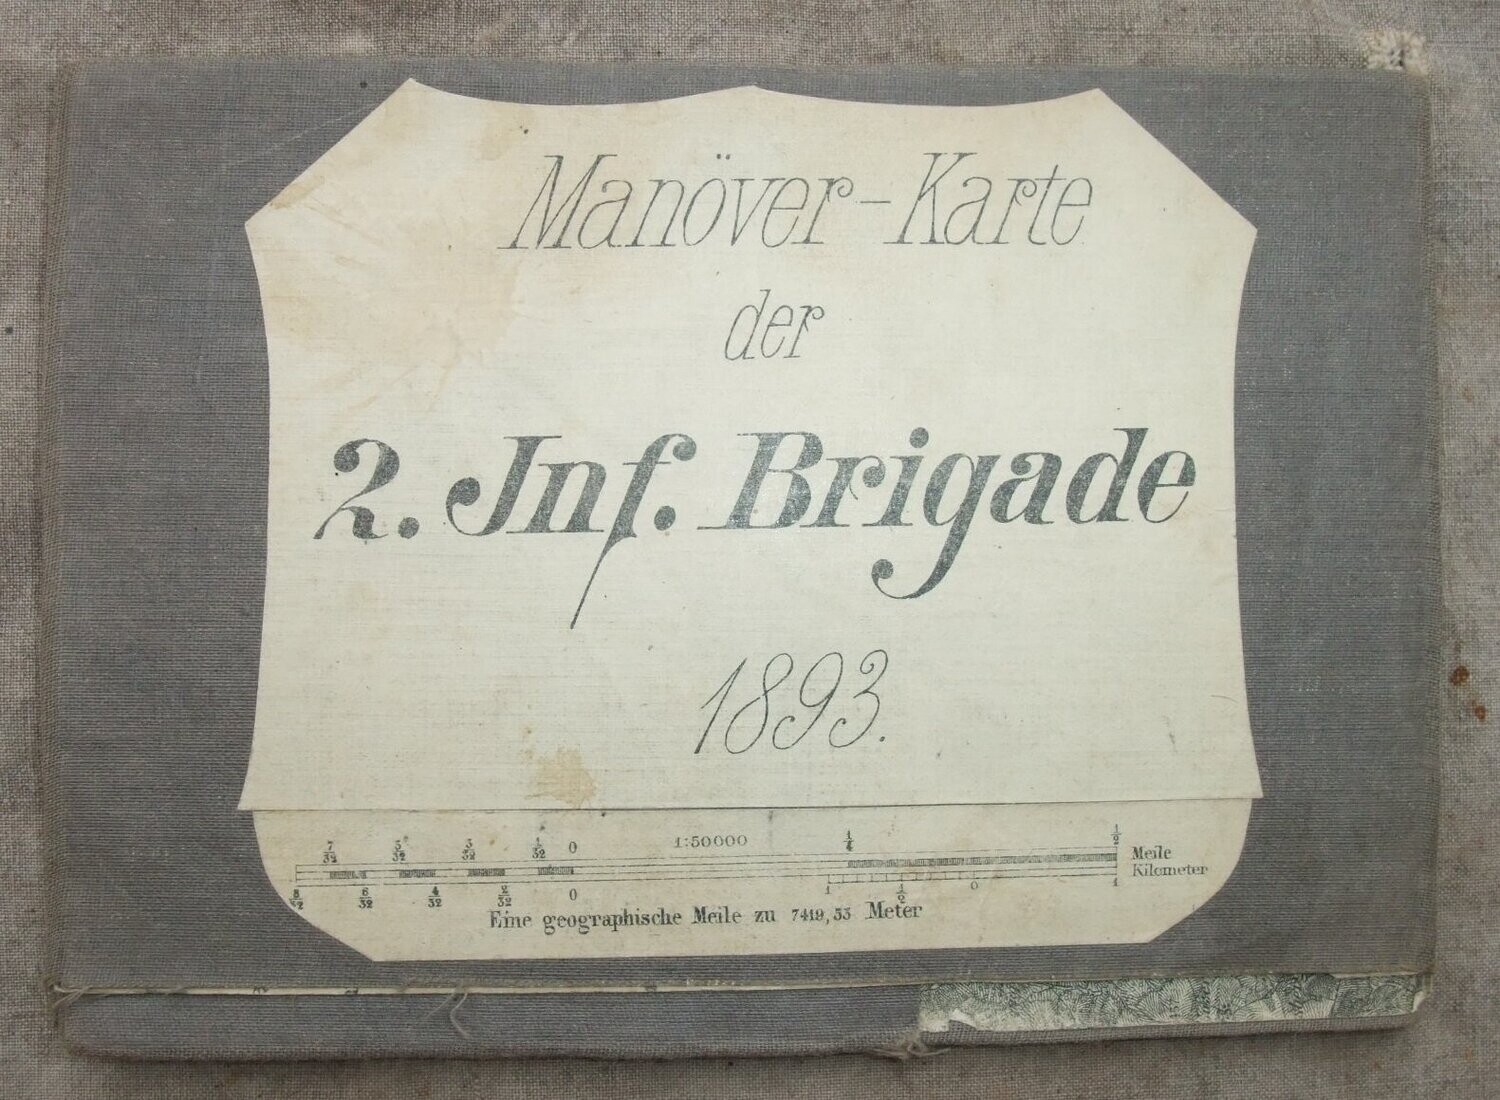 Manöver-Karte
der
2. Inf. Brigade
1893.
7/32 5/32 3/32 1/32 0 1:50000 1/4 1/2
Meile
Kilometer
8/32 6/32 4/32 2/32 0 1 1/2 0 1
Eine geographische Meile zu 7419,53 Meter